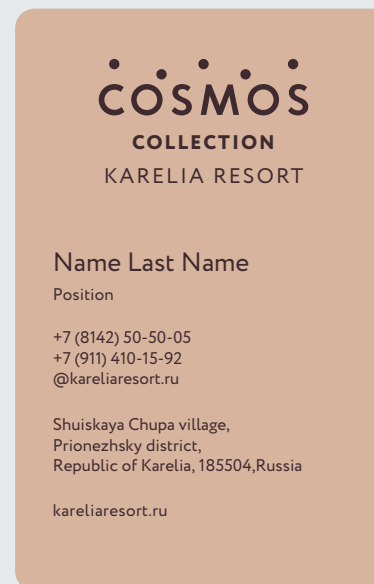 COSMOS
COLLECTION
KARELIA RESORT
Name Last Name
Position
+7 (8142) 50-50-05
+7 (911) 410-15-92
@kareliaresort.ru
Shuiskaya Chupa village,
Prionezhsky district,
Republic of Karelia, 185504,Russia
kareliaresort.ru